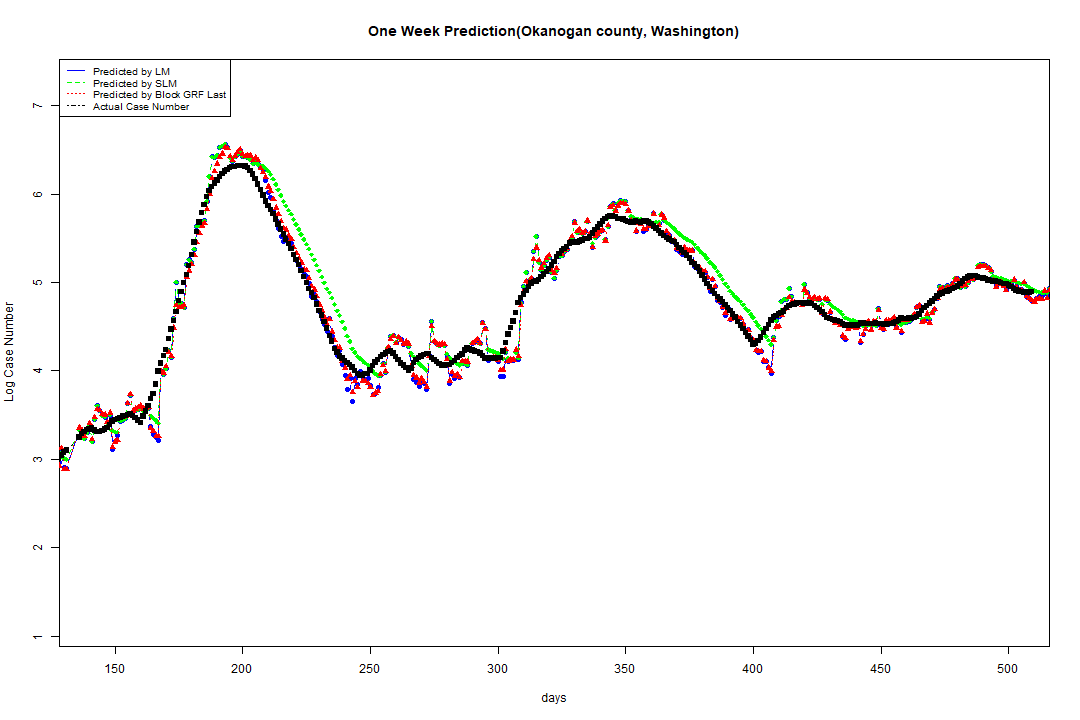 One Week Prediction(Okanogan county, Washington)
Predicted by LM
Predicted by SLM
Predicted by Block GRF Last
Actual Case Number
Log Case Number
7
6
5
4
3
2
1
150 200 250 300 350 400 450 500
days